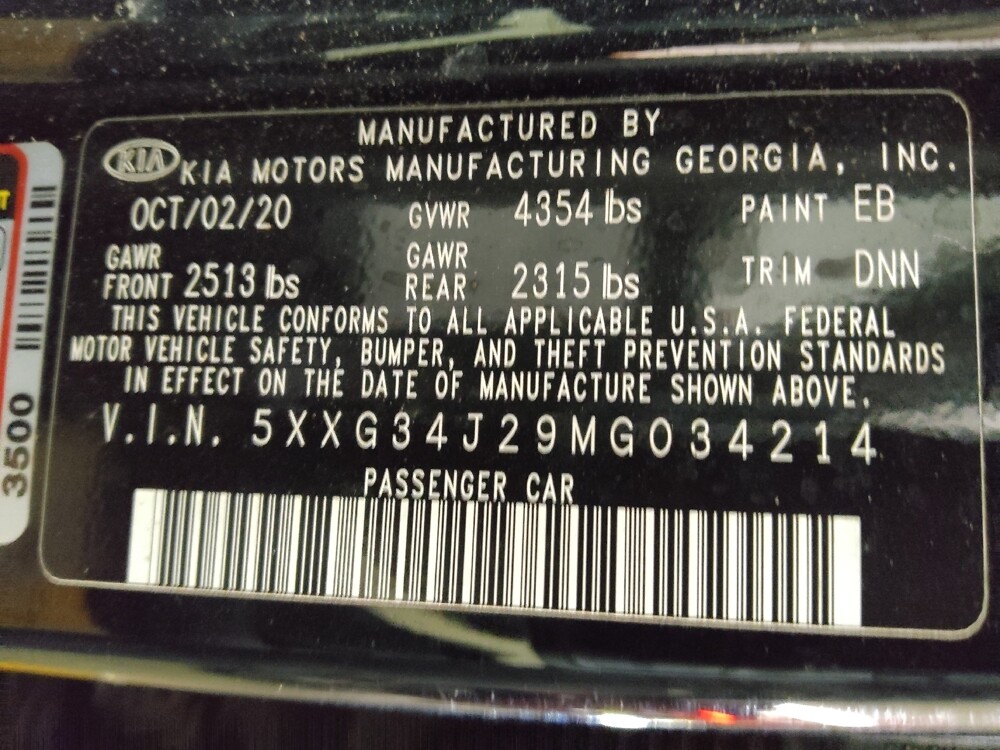 MANUFACTURED BY
KIA KIA MOTORS MANUFACTURING GEORGIA, INC.
OCT/02/20 GVWR 4354 lbs PAINT EB
GAWR FRONT 2513 lbs GAWR REAR 2315 lbs TRIM DNN
THIS VEHICLE CONFORMS TO ALL APPLICABLE U.S.A. FEDERAL
MOTOR VEHICLE SAFETY, BUMPER, AND THEFT PREVENTION STANDARDS
IN EFFECT ON THE DATE OF MANUFACTURE SHOWN ABOVE.
V.I.N. 5XXG34J29MG034214
PASSENGER CAR
3500